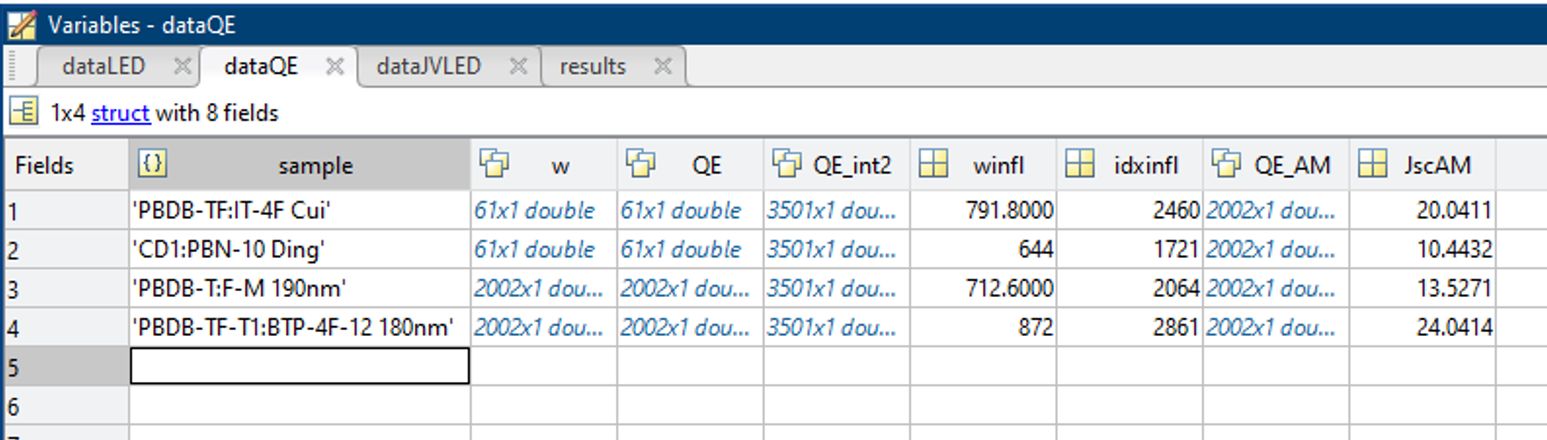 Variables - dataQE
dataLED dataQE dataJVLED results
1x4 struct with 8 fields
Fields sample w QE QE_int2 winfl idxinfl QE_AM JscAM
1 'PBDB-TF:IT-4F Cui' 61x1 double 61x1 double 3501x1 dou... 791.8000 2460 2002x1 dou... 20.0411
2 'CD1:PBN-10 Ding' 61x1 double 61x1 double 3501x1 dou... 644 1721 2002x1 dou... 10.4432
3 'PBDB-T:F-M 190nm' 2002x1 dou... 2002x1 dou... 3501x1 dou... 712.6000 2064 2002x1 dou... 13.5271
4 'PBDB-TF-T1:BTP-4F-12 180nm' 2002x1 dou... 2002x1 dou... 3501x1 dou... 872 2861 2002x1 dou... 24.0414
5
6